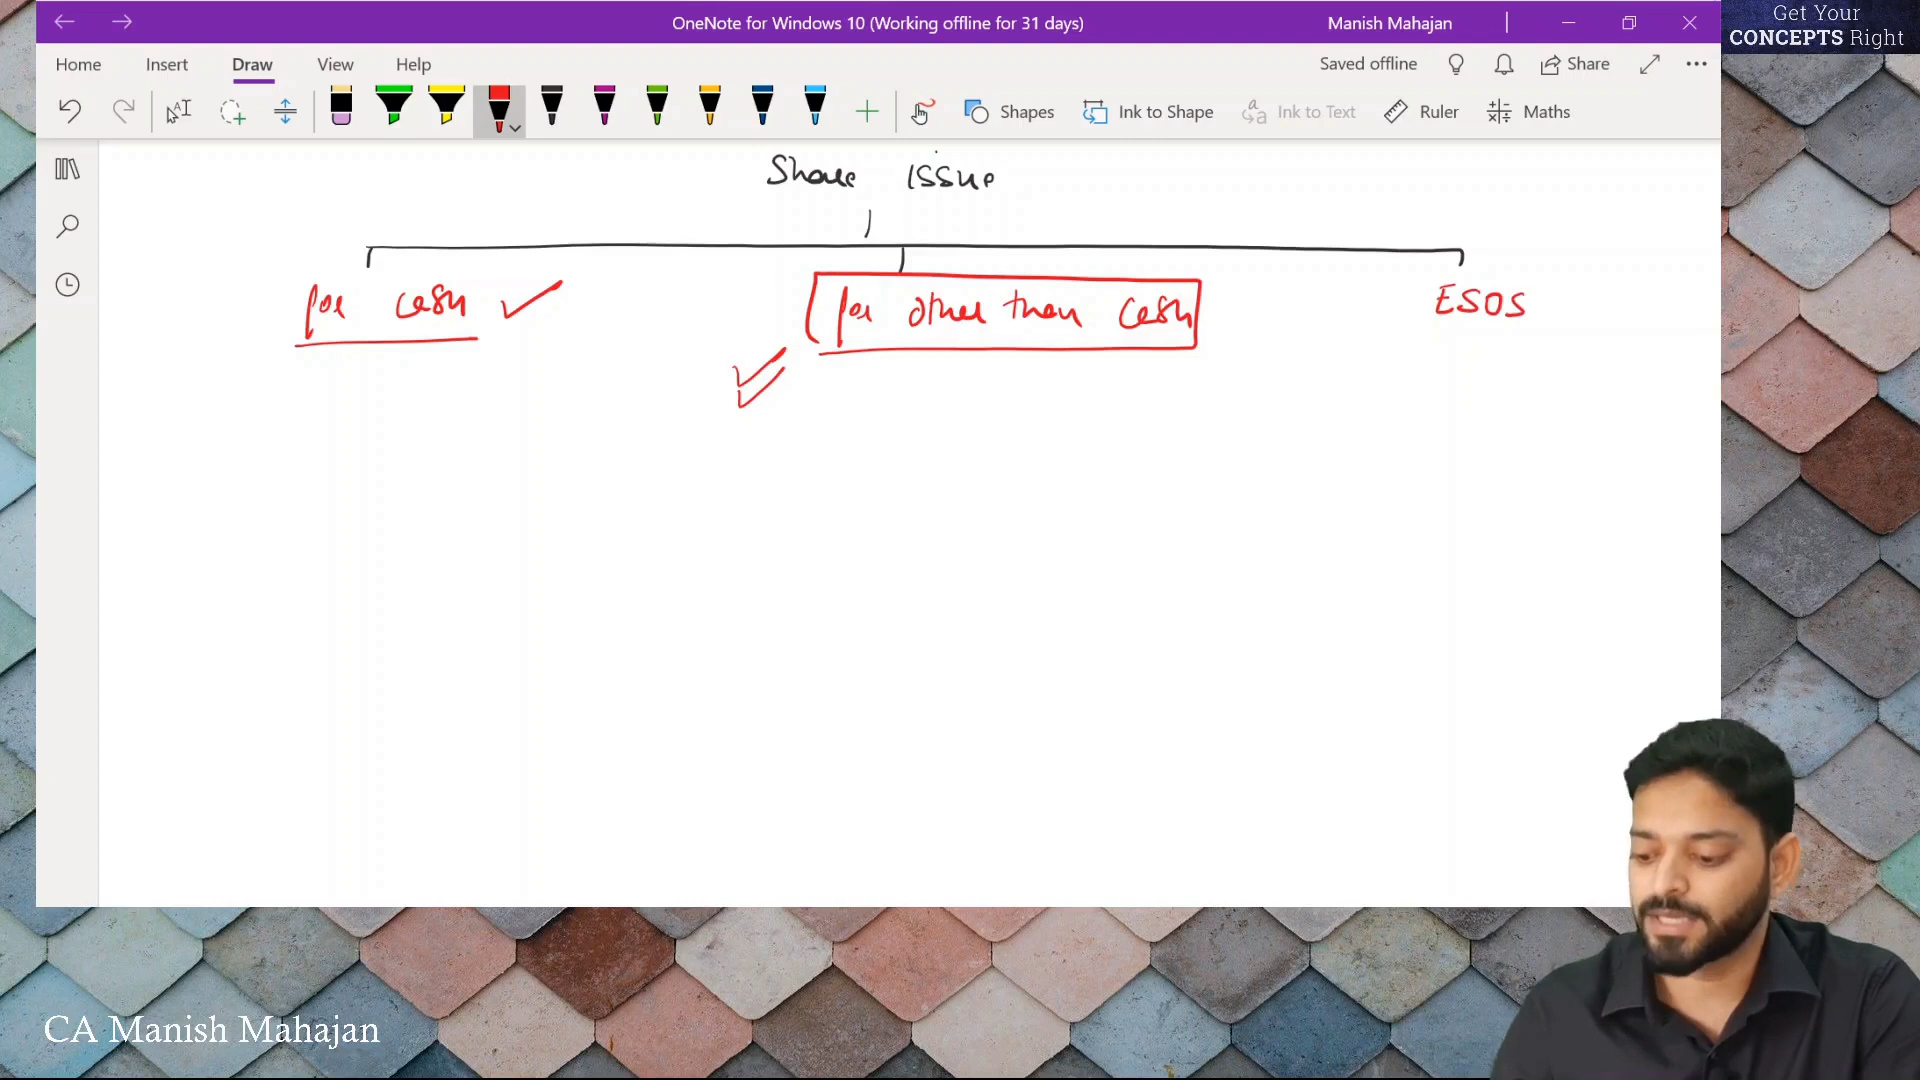 OneNote for Windows 10 (Working offline for 31 days)
Manish Mahajan
Get Your
CONCEPTS Right
Home Insert Draw View Help
Saved offline
Share
Shapes
Ink to Shape
Ink to Text
Ruler
Maths
Share issue
for cash
for other than cash
ESOS
CA Manish Mahajan